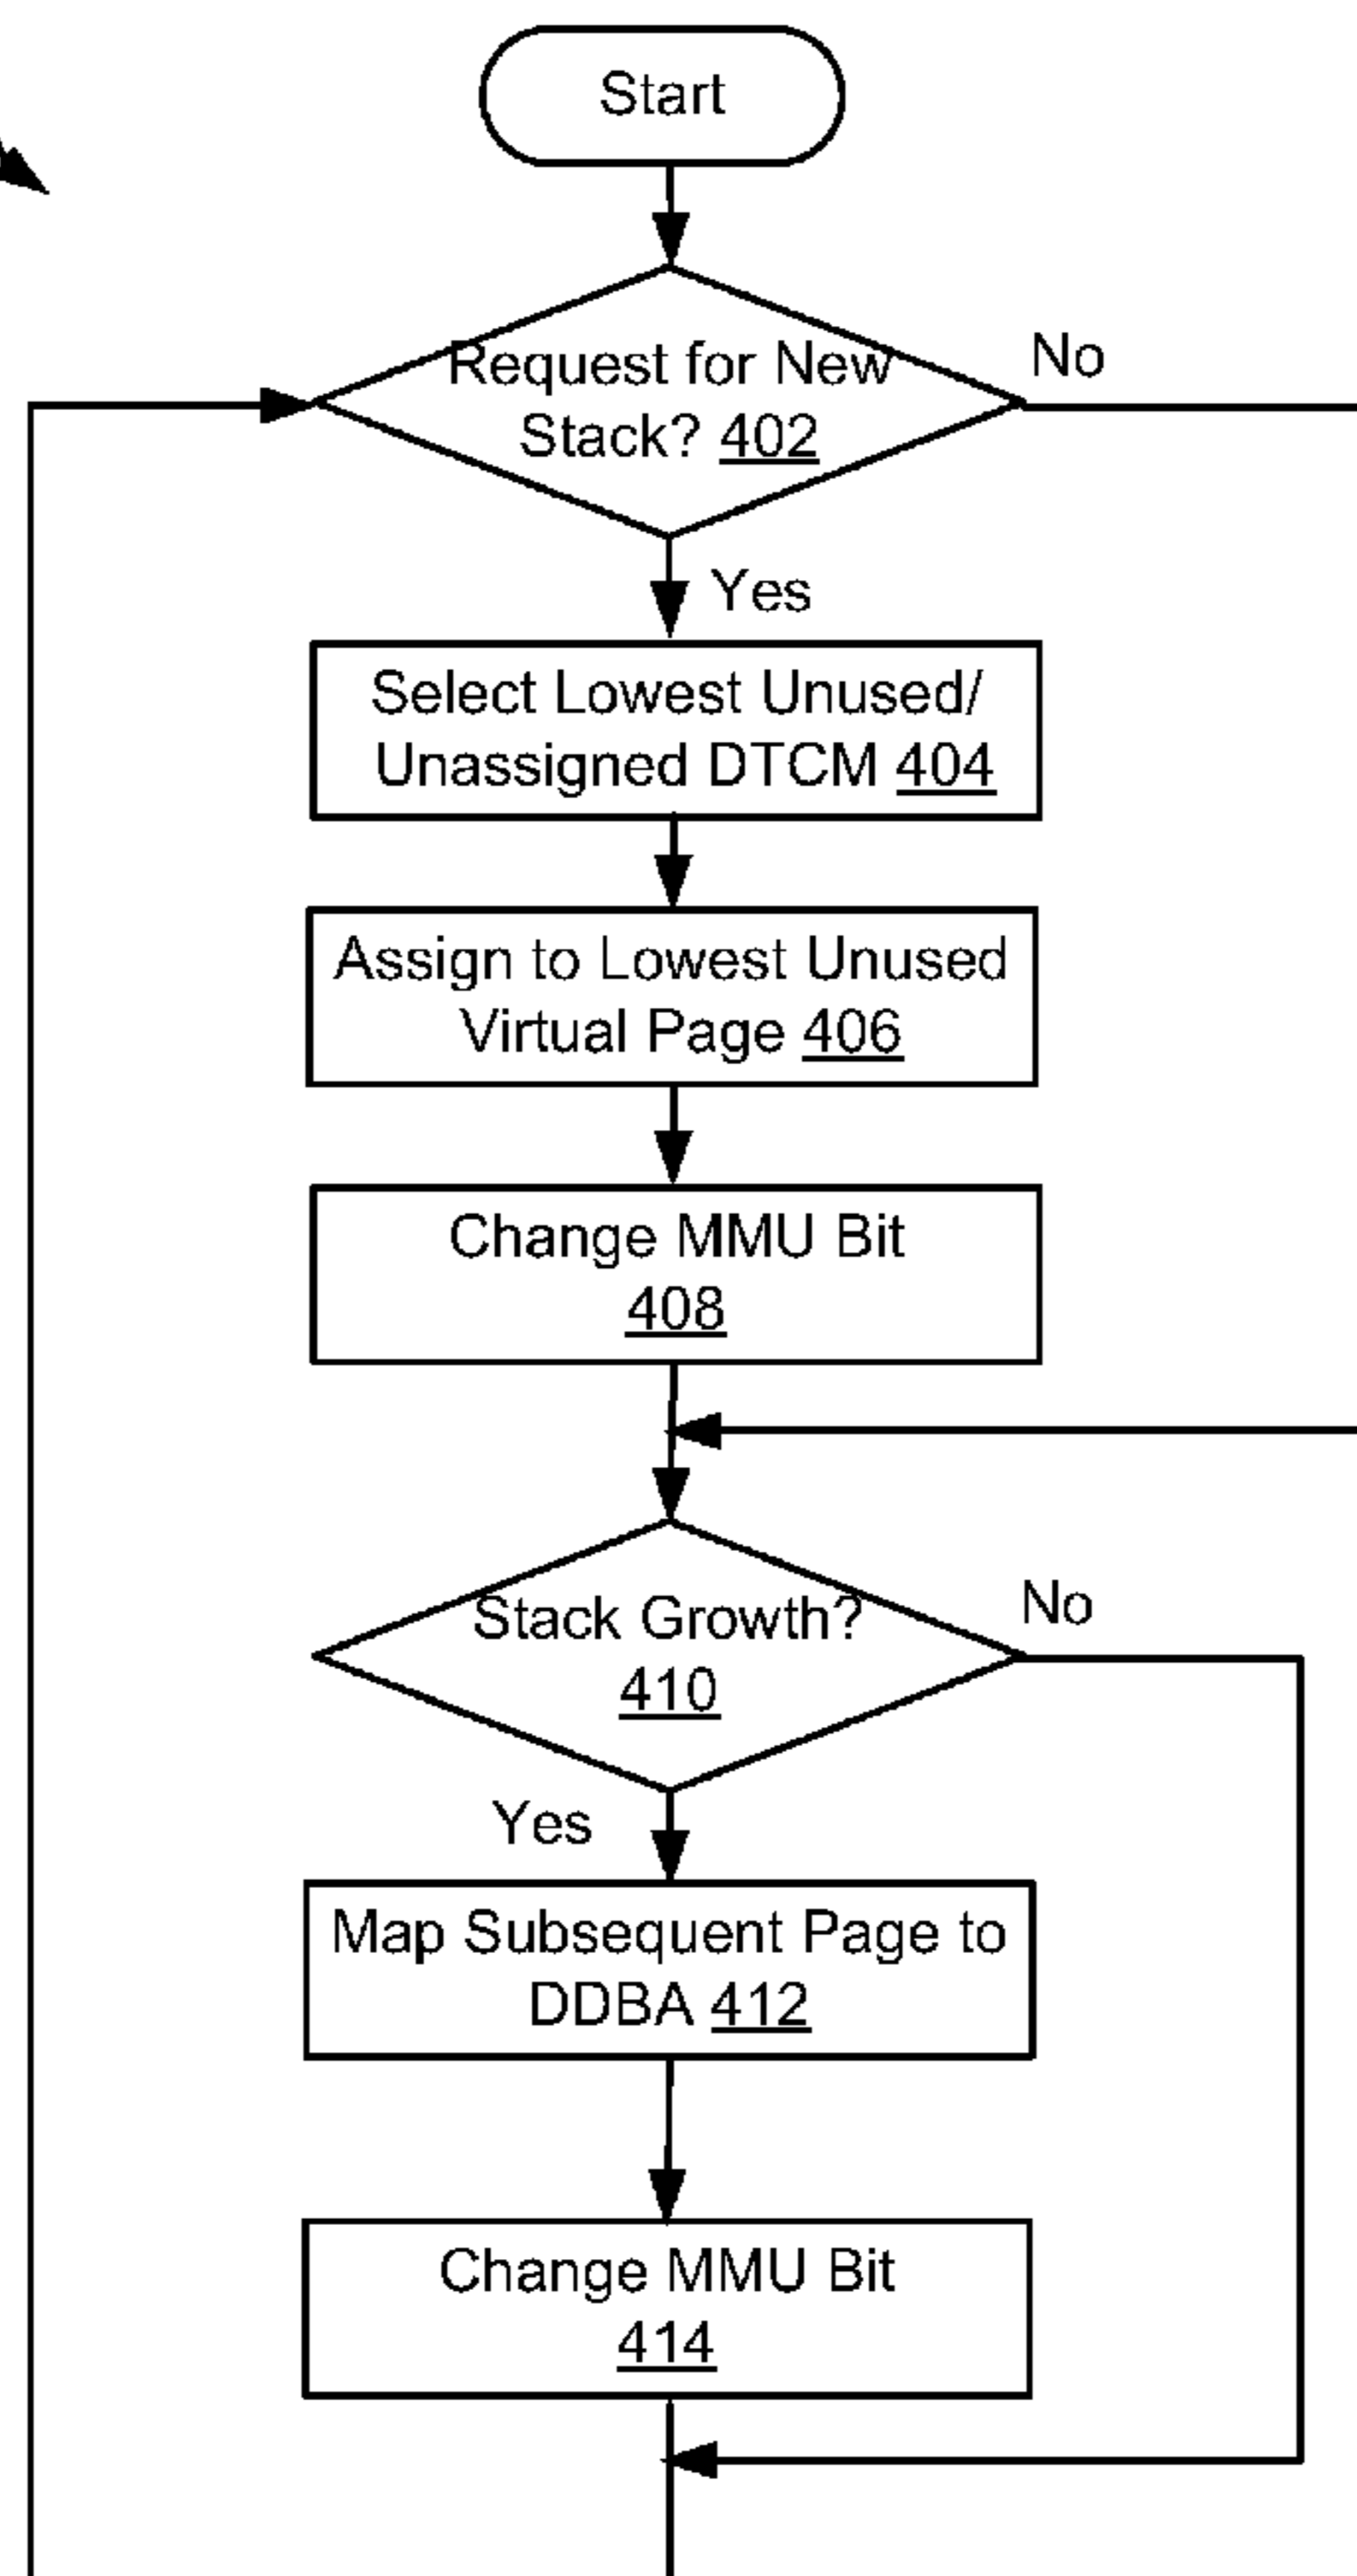 Start
Request for New
Stack? 402
No
Yes
Select Lowest Unused/
Unassigned DTCM 404
Assign to Lowest Unused
Virtual Page 406
Change MMU Bit
408
Stack Growth?
410
No
Yes
Map Subsequent Page to
DDBA 412
Change MMU Bit
414